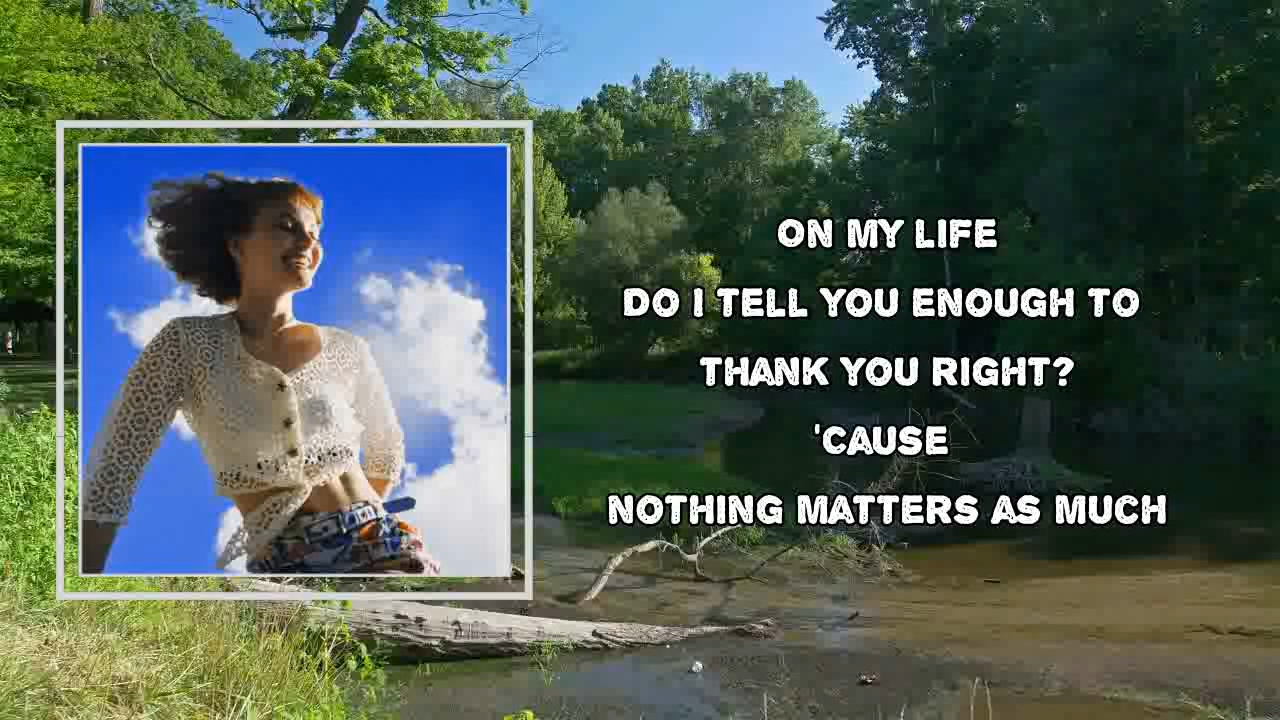 ON MY LIFE
DO I TELL YOU ENOUGH TO
THANK YOU RIGHT?
'CAUSE
NOTHING MATTERS AS MUCH